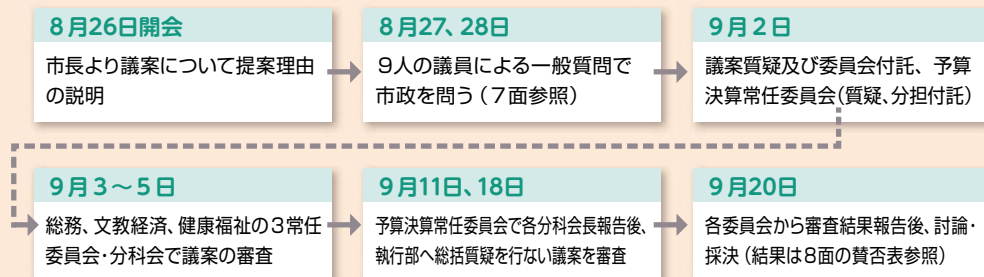 8月26日開会
市長より議案について提案理由
の説明
8月27、28日
9人の議員による一般質問で
市政を問う(7面参照)
9月2日
議案質疑及び委員会付託、予算
決算常任委員会(質疑、分担付託)
9月3~5日
総務、文教経済、健康福祉の3常任
委員会・分科会で議案の審査
9月11日、18日
予算決算常任委員会で各分科会長報告後、
執行部へ総括質疑を行ない議案を審査
9月20日
各委員会から審査結果報告後、討論・
採決(結果は8面の賛否表参照)